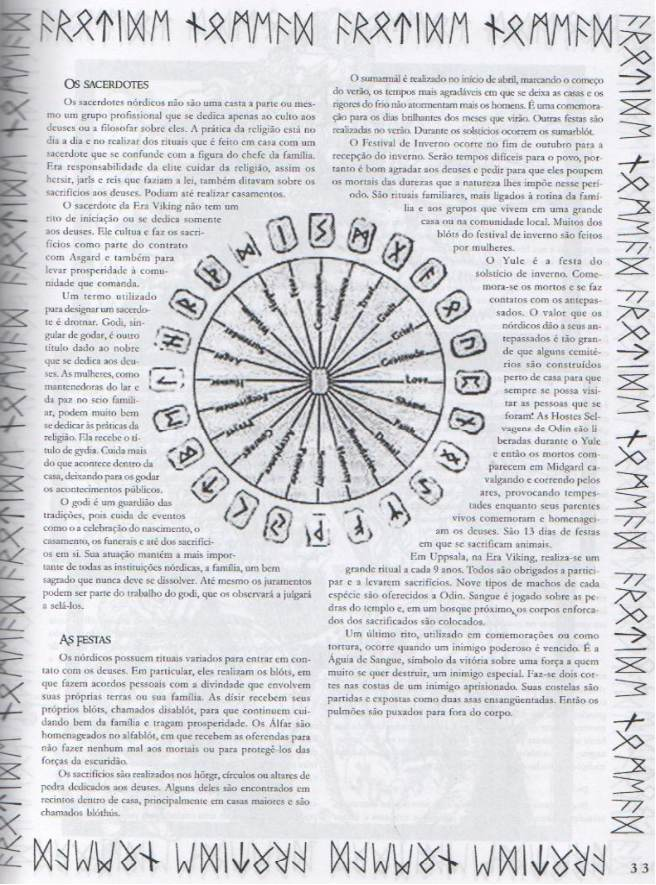 OS SACERDOTES
Os sacerdotes nórdicos não são uma casta a parte ou mes-
mo um grupo profissional que se dedica apenas ao culto aos
deuses ou a filosofar sobre eles. A prática da religião está no
dia a dia e no realizar dos rituais que é feito em casa com um
sacerdote que se confunde com a figura do chefe da família.
Era responsabilidade da elite cuidar da religião, assim os
hersir, jarls e reis que faziam a lei, também ditavam sobre os
sacrifícios aos deuses. Podiam até realizar casamentos.
O sacerdote da Era Viking não tem um
rito de iniciação ou se dedica somente
aos deuses. Ele cultua e faz os sacri-
fícios como parte do contrato
com Asgard e também para
levar prosperidade à comu-
nidade que comanda.
Um termo utilizado
para designar um sacerdo-
te é drotnar. Godi, sin-
gular de godar, é outro
título dado ao nobre
que se dedica aos deu-
ses. As mulheres, como
mantenedoras do lar e
da paz no seio famili-
ar, podem muito bem
se dedicar às práticas da
religião. Ela recebe o tí-
tulo de gydia. Cuida mais
do que acontece dentro da
casa, deixando para os godar
os acontecimentos públicos.
O godi é um guardião das
tradições, pois cuida de eventos
como o a celebração do nascimento, o
casamento, os funerais e até dos sacrifíci-
os em si. Sua atuação mantém a mais impor-
tante de todas as instituições nórdicas, a família, um bem
sagrado que nunca deve se dissolver. Até mesmo os juramentos
podem ser parte do trabalho do godi, que os observará a julgará
a selá-los.
AS FESTAS
Os nórdicos possuem rituais variados para entrar em con-
tato com os deuses. Em particular, eles realizam os blóts, em
que fazem acordos pessoais com a divindade que envolvem
suas próprias terras ou sua família. As dísir recebem seus
próprios blóts, chamados disablót, para que continuem cui-
dando bem da família e tragam prosperidade. Os Álfar são
homenageados no alfablót, em que recebem as oferendas para
não fazer nenhum mal aos mortais ou para protegê-los das
forças da escuridão.
Os sacrifícios são realizados nos hörgr, círculos ou altares de
pedra dedicados aos deuses. Alguns deles são encontrados em
recintos dentro de casa, principalmente em casas maiores e são
chamados blóthús.
O sumarmál é realizado no início de abril, marcando o começo
do verão, os tempos mais agradáveis em que se deixa as casas e os
rigores do frio não atormentam mais os homens. É uma comemora-
ção para os dias brilhantes dos meses que virão. Outras festas são
realizadas no verão. Durante os solstícios ocorrem os sumarblót.
O Festival de Inverno ocorre no fim de outubro para a
recepção do inverno. Serão tempos difíceis para o povo, por-
tanto é bom agradar aos deuses e pedir para que eles poupem
os mortais das durezas que a natureza lhes impõe nesse perí-
odo. São rituais familiares, mais ligados à rotina da famí-
lia e aos grupos que vivem em uma grande
casa ou na comunidade local. Muitos dos
blóts do festival de inverno são feitos
por mulheres.
O Yule é a festa do
solstício de inverno. Come-
mora-se os mortos e se faz
contatos com os antepas-
sados. O valor que os
nórdicos dão a seus an-
tepassados é tão gran-
de que alguns cemité-
rios são construídos
perto de casa para que
sempre se possa visi-
tar as pessoas que se
foram! As Hostes Sel-
vagens de Odin são li-
beradas durante o Yule
e então os mortos com-
parecem em Midgard ca-
valgando e correndo pelos
ares, provocando tempes-
tades enquanto seus parentes
vivos comemoram e homenagei-
am os deuses. São 13 dias de festas
em que se sacrificam animais.
Em Uppsala, na Era Viking, realiza-se um
grande ritual a cada 9 anos. Todos são obrigados a partici-
par e a levarem sacrifícios. Nove tipos de machos de cada
espécie são oferecidos a Odin. Sangue é jogado sobre as pe-
dras do templo e, em um bosque próximo, os corpos enforca-
dos dos sacrificados são colocados.
Um último rito, utilizado em comemorações ou como
tortura, ocorre quando um inimigo poderoso é vencido. É a
Águia de Sangue, símbolo da vitória sobre uma força a quem
muito se quer destruir, um inimigo especial. Faz-se dois cor-
tes nas costas de um inimigo aprisionado. Suas costelas são
partidas e expostas como duas asas ensangüentadas. Então os
pulmões são puxados para fora do corpo.
Trust
Guilt
Grief
Gratitude
Love
Shame
Faith
Denial
Honor
Forgiveness
Prayer
Courage
Acceptance
Anger
33